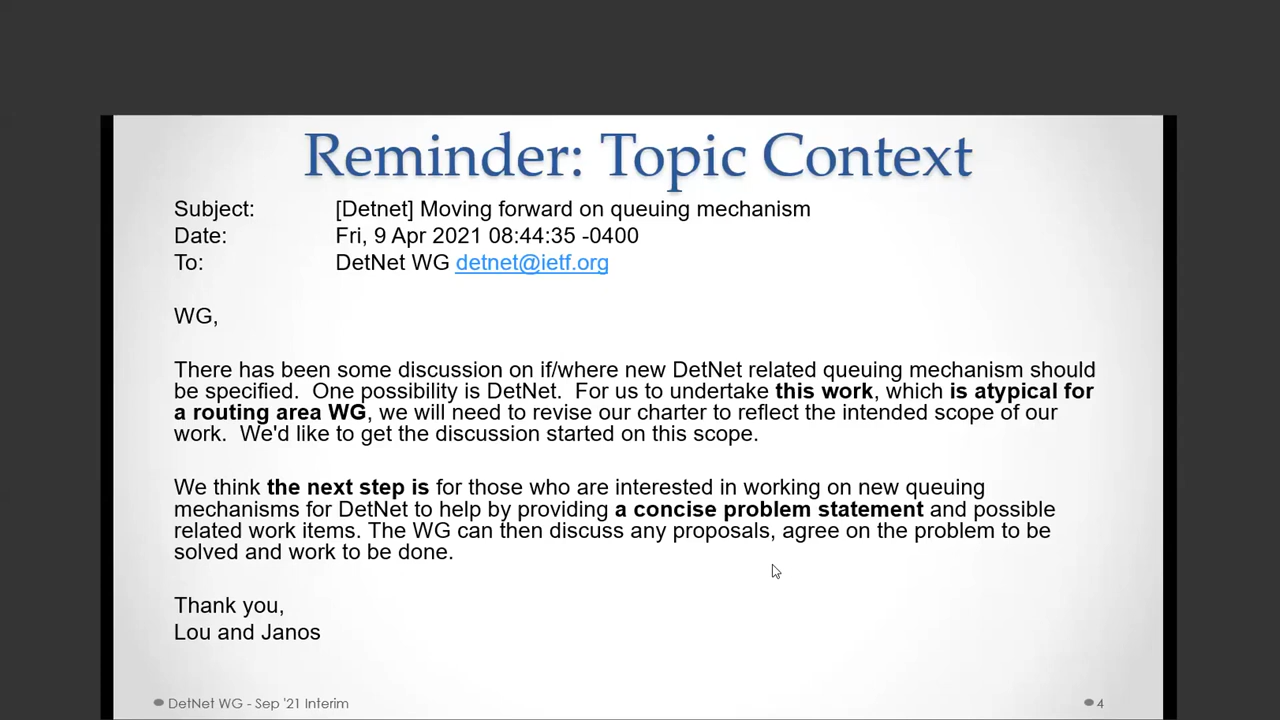 Reminder: Topic Context
Subject: [Detnet] Moving forward on queuing mechanism
Date: Fri, 9 Apr 2021 08:44:35 -0400
To: DetNet WG detnet@ietf.org
WG,
There has been some discussion on if/where new DetNet related queuing mechanism should
be specified.  One possibility is DetNet.  For us to undertake this work, which is atypical for
a routing area WG, we will need to revise our charter to reflect the intended scope of our
work.  We'd like to get the discussion started on this scope.
We think the next step is for those who are interested in working on new queuing
mechanisms for DetNet to help by providing a concise problem statement and possible
related work items. The WG can then discuss any proposals, agree on the problem to be
solved and work to be done.
Thank you,
Lou and Janos
DetNet WG - Sep '21 Interim
4